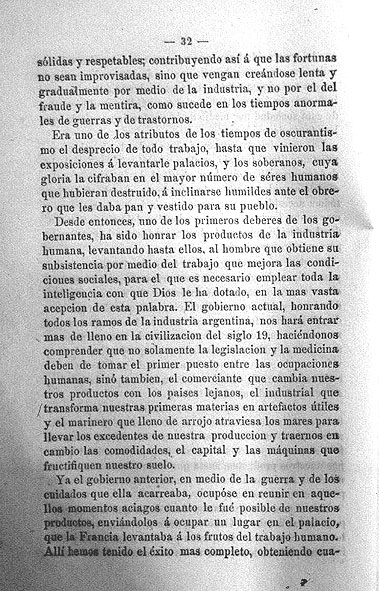 — 32 —
sólidas y respetables; contribuyendo así á que las fortunas
no sean improvisadas, sino que vengan creándose lenta y
gradualmente por medio de la industria, y no por el del
fraude y la mentira, como sucede en los tiempos anorma-
les de guerras y de trastornos.
Era uno de los atributos de los tiempos de oscurantis-
mo el desprecio de todo trabajo, hasta que vinieron las
exposiciones á levantarle palacios, y los soberanos, cuya
gloria la cifraban en el mayor número de séres humanos
que hubieran destruido, á inclinarse humildes ante el obre-
ro que les daba pan y vestido para su pueblo.
Desde entonces, uno de los primeros deberes de los go-
bernantes, ha sido honrar los productos de la industria
humana, levantando hasta ellos, al hombre que obtiene su
subsistencia por medio del trabajo que mejora las condi-
ciones sociales, para el que es necesario emplear toda la
inteligencia con que Dios le ha dotado, en la mas vasta
acepcion de esta palabra. El gobierno actual, honrando
todos los ramos de la industria argentina, nos hará entrar
mas de lleno en la civilizacion del siglo 19, haciéndonos
comprender que no solamente la legislacion y la medicina
deben de tomar el primer puesto entre las ocupaciones
humanas, sinó tambien, el comerciante que cambia nues-
tros productos con los paises lejanos, el industrial que
transforma nuestras primeras materias en artefactos útiles
y el marinero que lleno de arrojo atraviesa los mares para
llevar los excedentes de nuestra produccion y traernos en
cambio las comodidades, el capital y las máquinas que
fructifiquen nuestro suelo.
Ya el gobierno anterior, en medio de la guerra y de los
cuidados que ella acarreaba, ocupóse en reunir en aque-
llos momentos aciagos cuanto le fué posible de nuestros
productos, enviándolos á ocupar un lugar en el palacio,
que la Francia levantaba á los frutos del trabajo humano.
Allí hemos tenido el éxito mas completo, obteniendo cua-